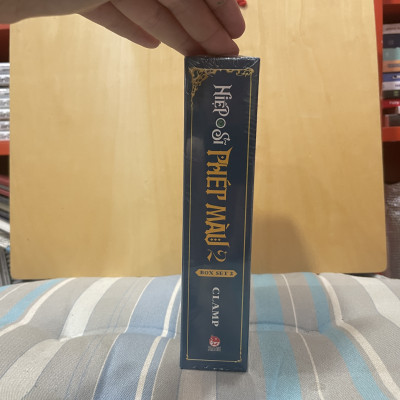 HIỆP SĨ
PHÉP MÀU 2
BOX SET 2
CLAMP